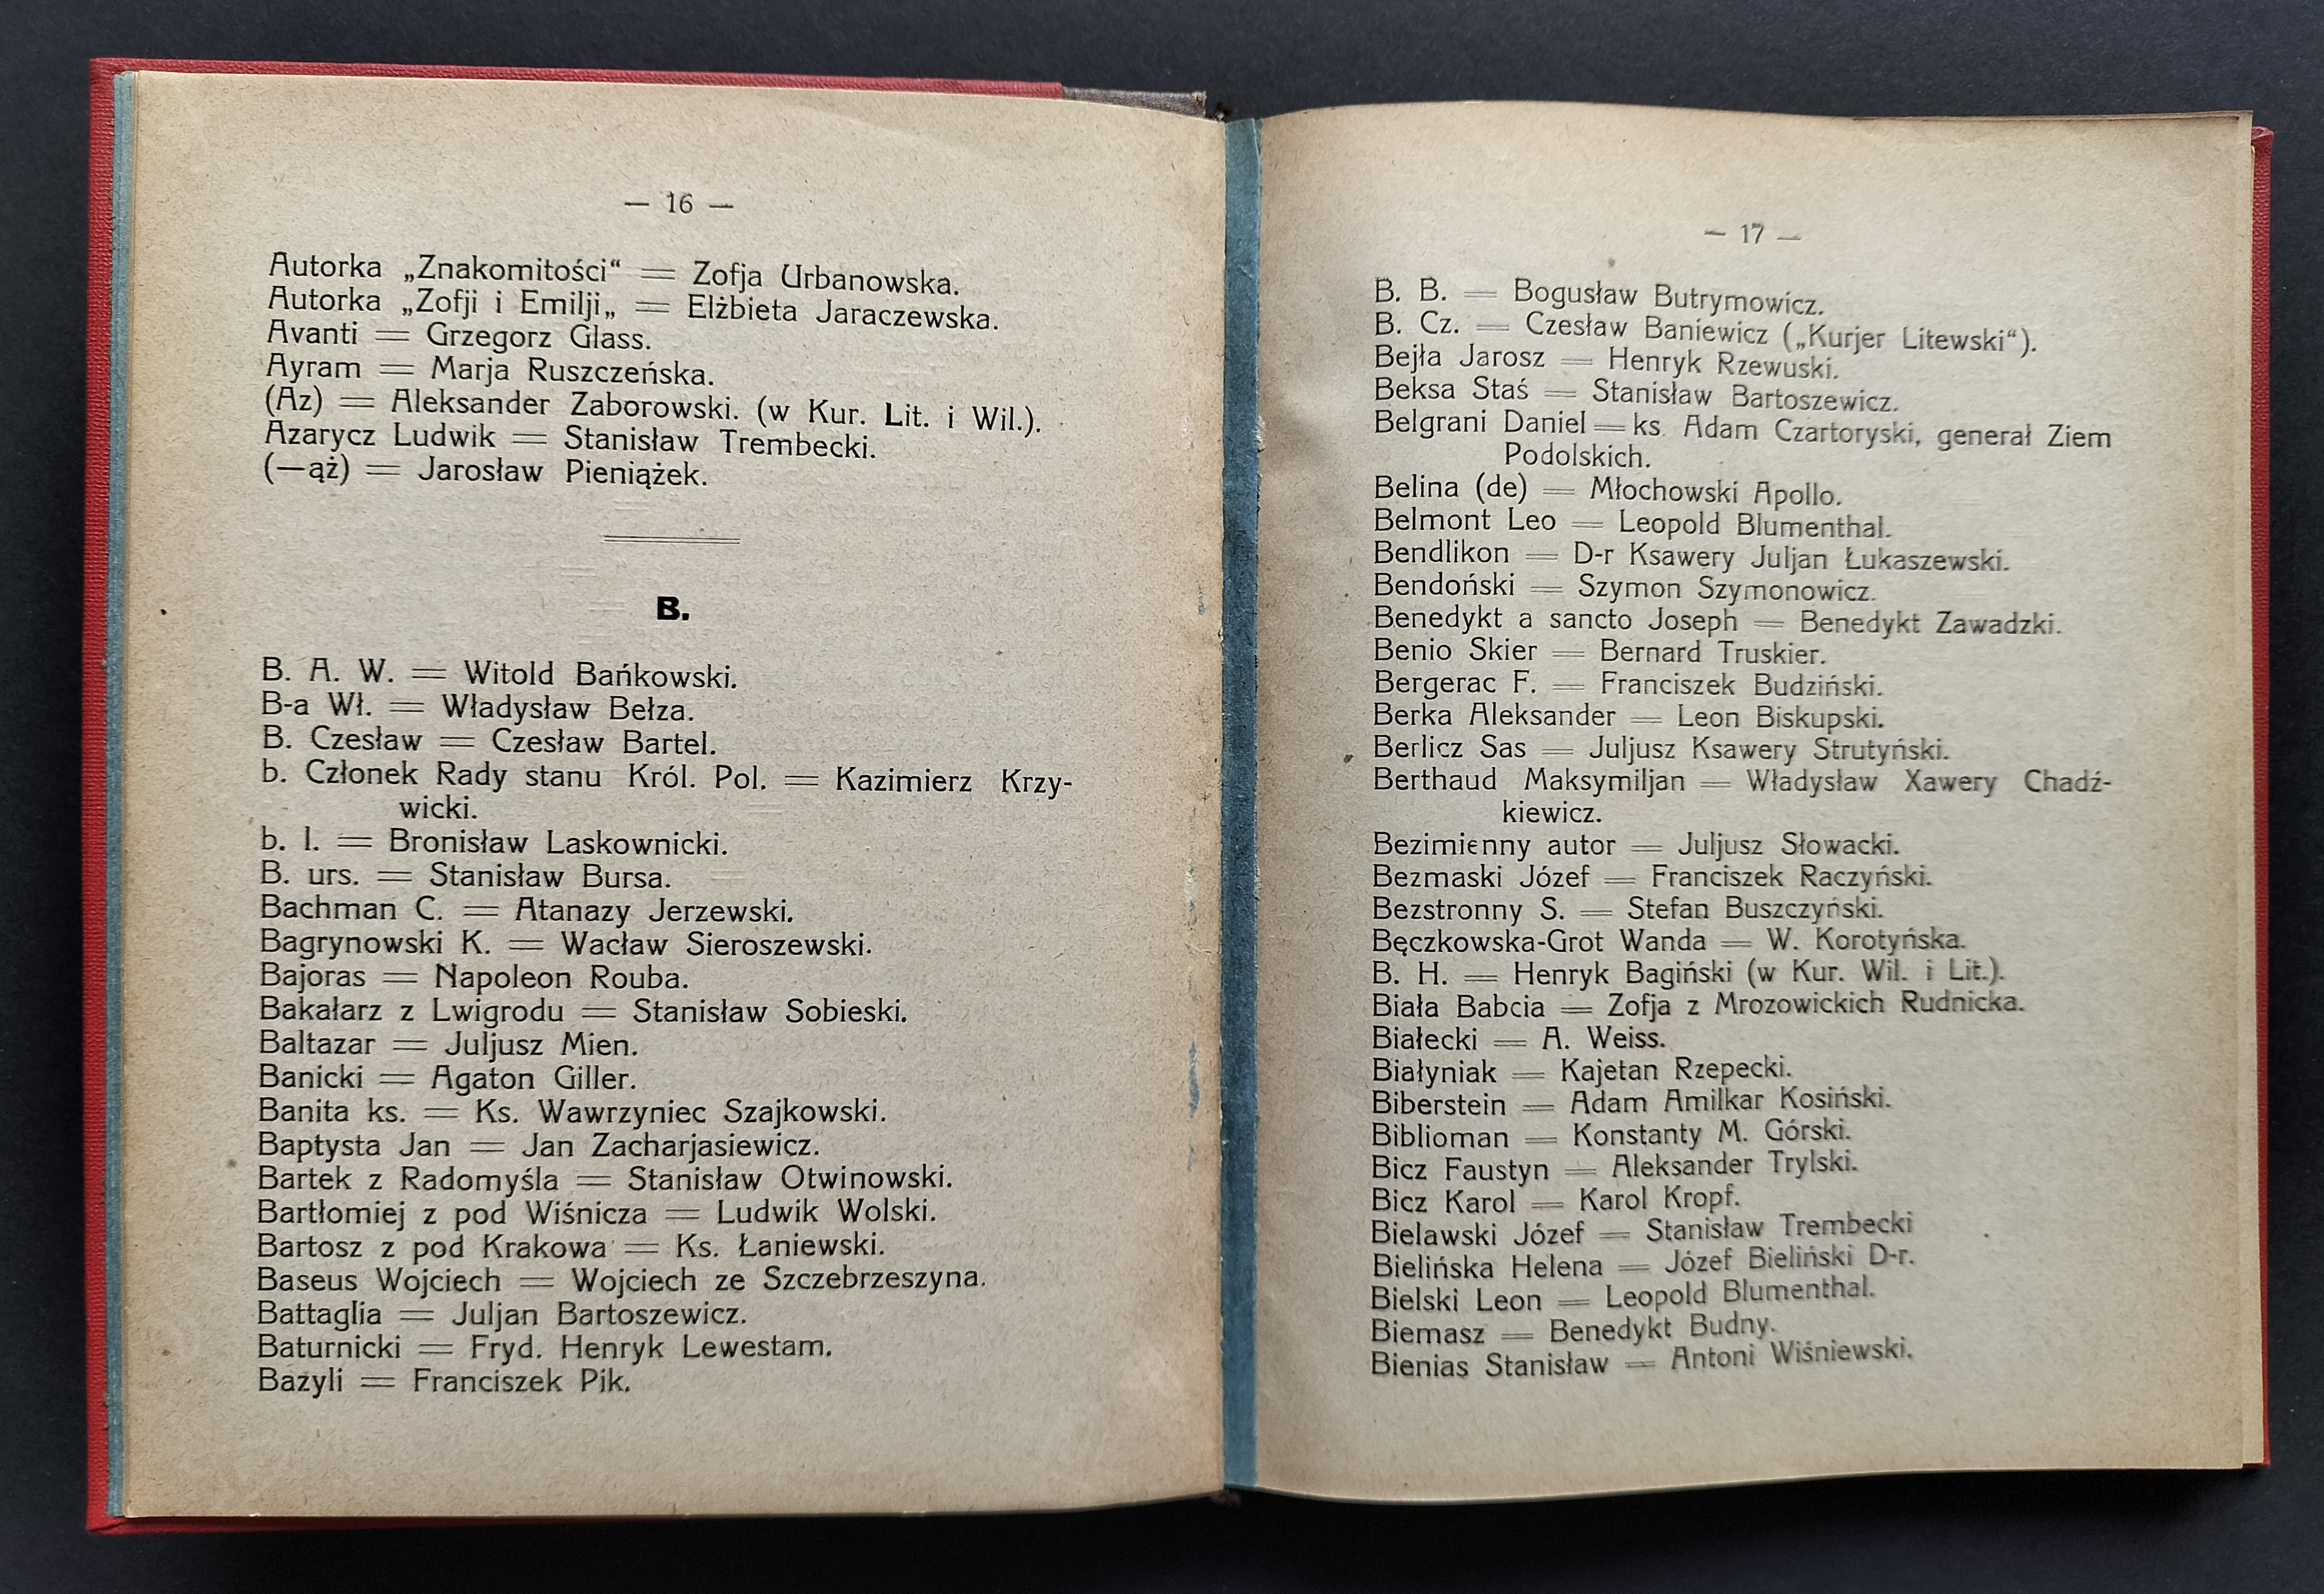 — 16 —
Autorka „Znakomitości“ = Zofja Urbanowska.
Autorka „Zofji i Emilji„ = Elżbieta Jaraczewska.
Avanti = Grzegorz Glass.
Ayram = Marja Ruszczeńska.
(Az) = Aleksander Zaborowski. (w Kur. Lit. i Wil.).
Azarycz Ludwik = Stanisław Trembecki.
(—ąż) = Jarosław Pieniążek.
B.
B. A. W. = Witold Bańkowski.
B-a Wł. = Władysław Bełza.
B. Czesław = Czesław Bartel.
b. Członek Rady stanu Król. Pol. = Kazimierz Krzy-
wicki.
b. l. = Bronisław Laskownicki.
B. urs. = Stanisław Bursa.
Bachman C. = Atanazy Jerzewski.
Bagrynowski K. = Wacław Sieroszewski.
Bajoras = Napoleon Rouba.
Bakałarz z Lwigrodu = Stanisław Sobieski.
Baltazar = Juljusz Mien.
Banicki = Agaton Giller.
Banita ks. = Ks. Wawrzyniec Szajkowski.
Baptysta Jan = Jan Zacharjasiewicz.
Bartek z Radomyśla = Stanisław Otwinowski.
Bartłomiej z pod Wiśnicza = Ludwik Wolski.
Bartosz z pod Krakowa = Ks. Łaniewski.
Baseus Wojciech = Wojciech ze Szczebrzeszyna.
Battaglia = Juljan Bartoszewicz.
Baturnicki = Fryd. Henryk Lewestam.
Bazyli = Franciszek Pik.
— 17 —
B. B. = Bogusław Butrymowicz.
B. Cz. = Czesław Baniewicz („Kurjer Litewski“).
Bejła Jarosz = Henryk Rzewuski.
Beksa Staś = Stanisław Bartoszewicz.
Belgrani Daniel = ks. Adam Czartoryski, generał Ziem
Podolskich.
Belina (de) = Młochowski Apollo.
Belmont Leo = Leopold Blumenthal.
Bendlikon = D-r Ksawery Juljan Łukaszewski.
Bendoński = Szymon Szymonowicz.
Benedykt a sancto Joseph = Benedykt Zawadzki.
Benio Skier = Bernard Truskier.
Bergerac F. = Franciszek Budziński.
Berka Aleksander = Leon Biskupski.
Berlicz Sas = Juljusz Ksawery Strutyński.
Berthaud Maksymiljan = Władysław Xawery Chadź-
kiewicz.
Bezimienny autor = Juljusz Słowacki.
Bezmaski Józef = Franciszek Raczyński.
Bezstronny S. = Stefan Buszczyński.
Bęczkowska-Grot Wanda = W. Korotyńska.
B. H. = Henryk Bagiński (w Kur. Wil. i Lit.).
Biała Babcia = Zofja z Mrozowickich Rudnicka.
Białecki = A. Weiss.
Białyniak = Kajetan Rzepecki.
Biberstein = Adam Amilkar Kosiński.
Biblioman = Konstanty M. Górski.
Bicz Faustyn = Aleksander Trylski.
Bicz Karol = Karol Kropf.
Bielawski Józef = Stanisław Trembecki
Bielińska Helena = Józef Bieliński D-r.
Bielski Leon = Leopold Blumenthal.
Biemasz = Benedykt Budny.
Bienias Stanisław = Antoni Wiśniewski.